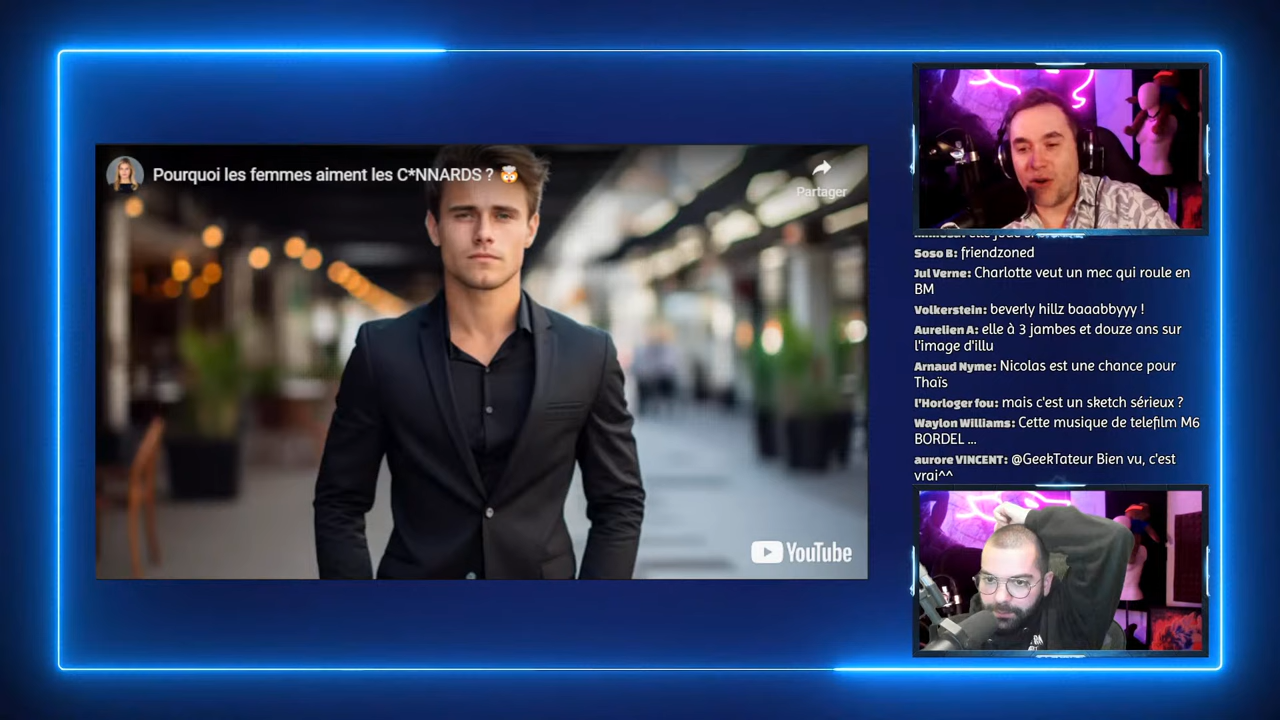 Pourquoi les femmes aiment les C*NNARDS ? 🤯
Partager
YouTube
Soso B: friendzoned
Jul Verne: Charlotte veut un mec qui roule en
BM
Volkerstein: beverly hillz baaabbyyy !
Aurelien A: elle à 3 jambes et douze ans sur
l'image d'illu
Arnaud Nyme: Nicolas est une chance pour
Thaïs
l'Horloger fou: mais c'est un sketch sérieux ?
Waylon Williams: Cette musique de telefilm M6
BORDEL ...
aurore VINCENT: @GeekTateur Bien vu, c'est
vrai^^